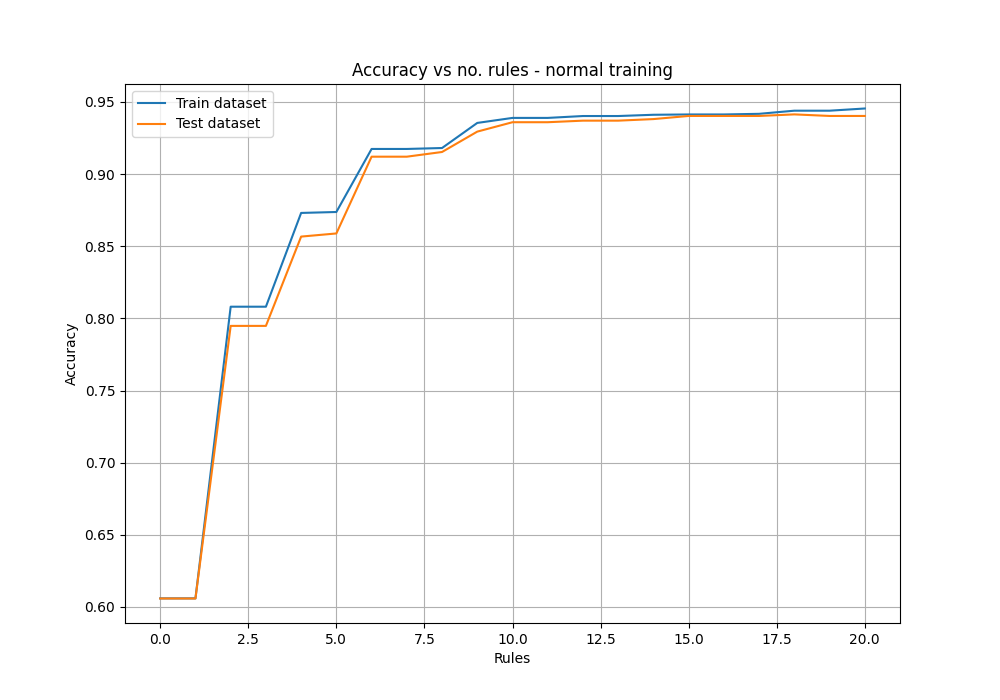 Accuracy vs no. rules - normal training
Train dataset
Test dataset
0.95
0.90
0.85
0.80
0.75
0.70
0.65
0.60
Accuracy
0.0 2.5 5.0 7.5 10.0 12.5 15.0 17.5 20.0
Rules